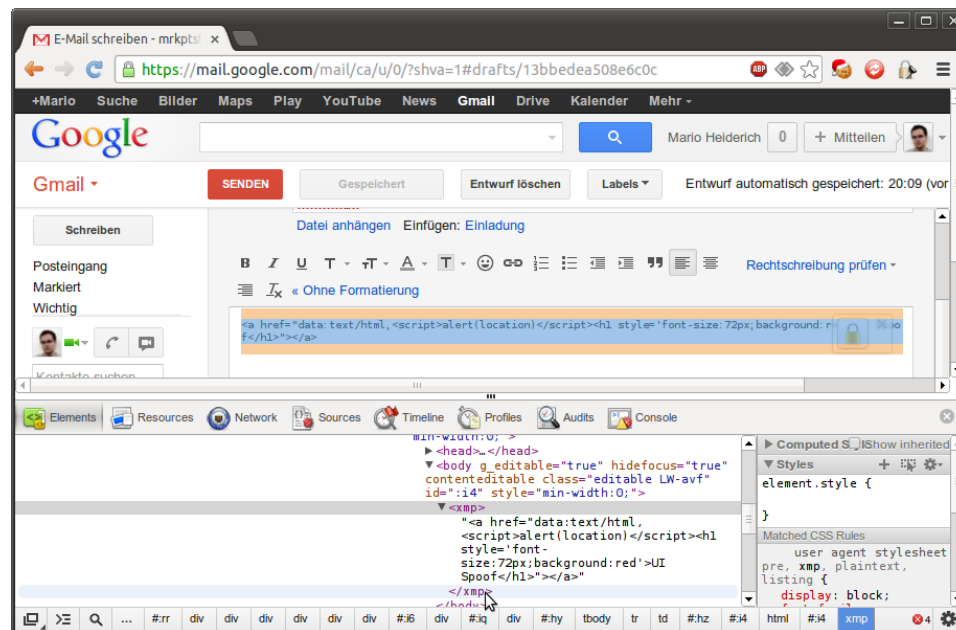 E-Mail schreiben - mrkpts
https://mail.google.com/mail/ca/u/0/?shva=1#drafts/13bbedea508e6c0c
ABP
+Mario Suche Bilder Maps Play YouTube News Gmail Drive Kalender Mehr
Google
Mario Heiderich 0 + Mitteilen
Gmail SENDEN Gespeichert Entwurf löschen Labels Entwurf automatisch gespeichert: 20:09 (vor
Schreiben
Datei anhängen Einfügen: Einladung
Posteingang
Markiert
Wichtig
B I U T T A T Rechtschreibung prüfen
Tx « Ohne Formatierung
<a href="data:text/html,<script>alert(location)</script><h1 style='font-size:72px;background:
f</h1>"></a>
Kontakte suchen
Elements Resources Network Sources Timeline Profiles Audits Console
min-width:0; ">
<head>…</head>
<body g_editable="true" hidefocus="true"
contenteditable class="editable LW-avf"
id=":i4" style="min-width:0;">
<xmp>
"<a href="data:text/html,
<script>alert(location)</script><h1
style='font-
size:72px;background:red'>UI
Spoof</h1>"></a>"
</xmp>
</body>
Computed Show inherited
Styles
element.style {
}
Matched CSS Rules
user agent stylesheet
pre, xmp, plaintext,
listing {
display: block;
... #:rr div div div div #:i6 div #:iq div #:hy tbody tr td #:hz #:i4 html #:i4 xmp 4